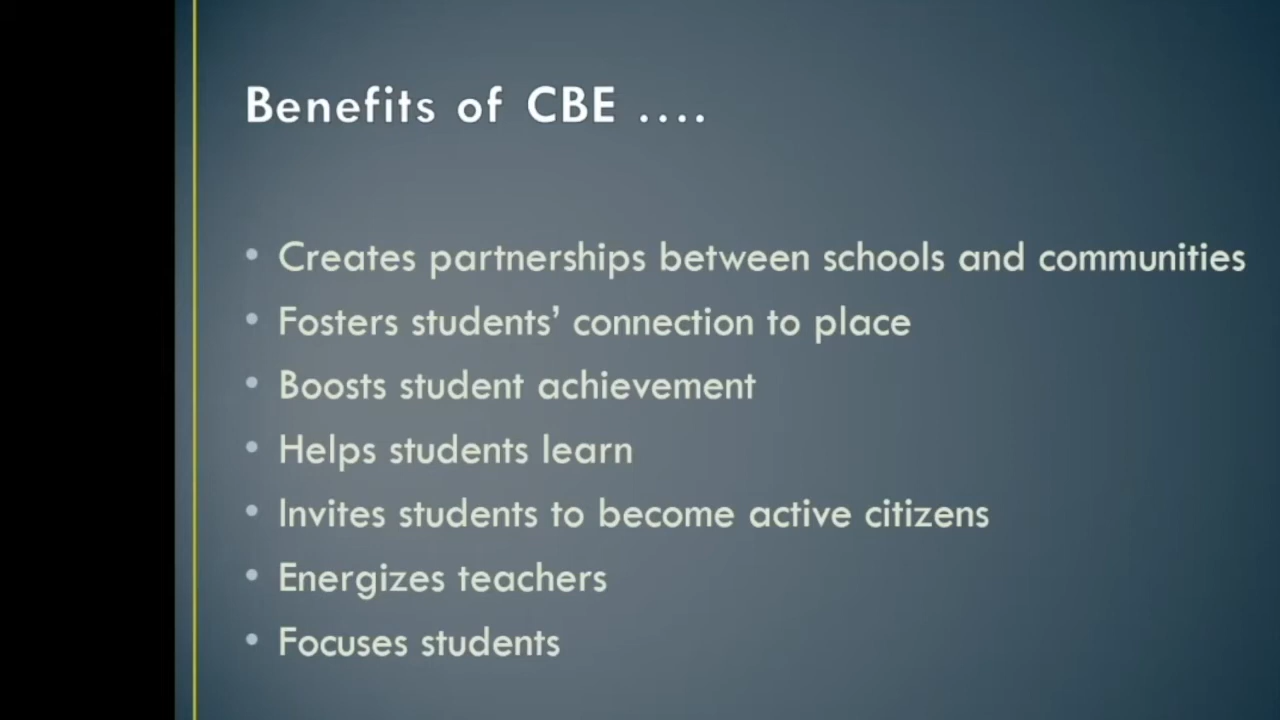 Benefits of CBE ....
• Creates partnerships between schools and communities
• Fosters students’ connection to place
• Boosts student achievement
• Helps students learn
• Invites students to become active citizens
• Energizes teachers
• Focuses students